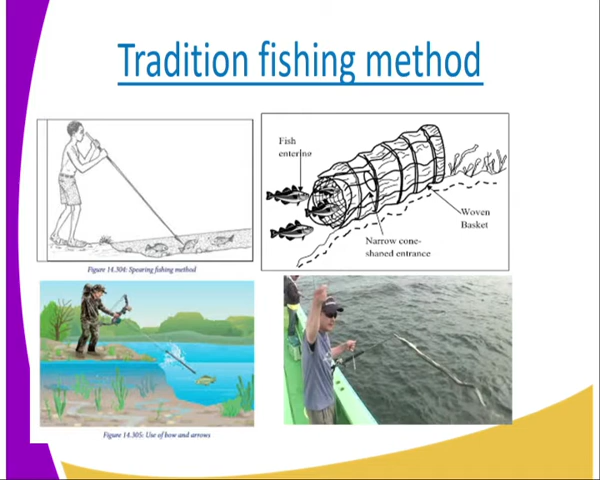 Tradition fishing method
Fish
entering
Woven
Basket
Narrow cone-
shaped entrance
Figure 14.304: Spearing fishing method
Figure 14.305: Use of bow and arrows